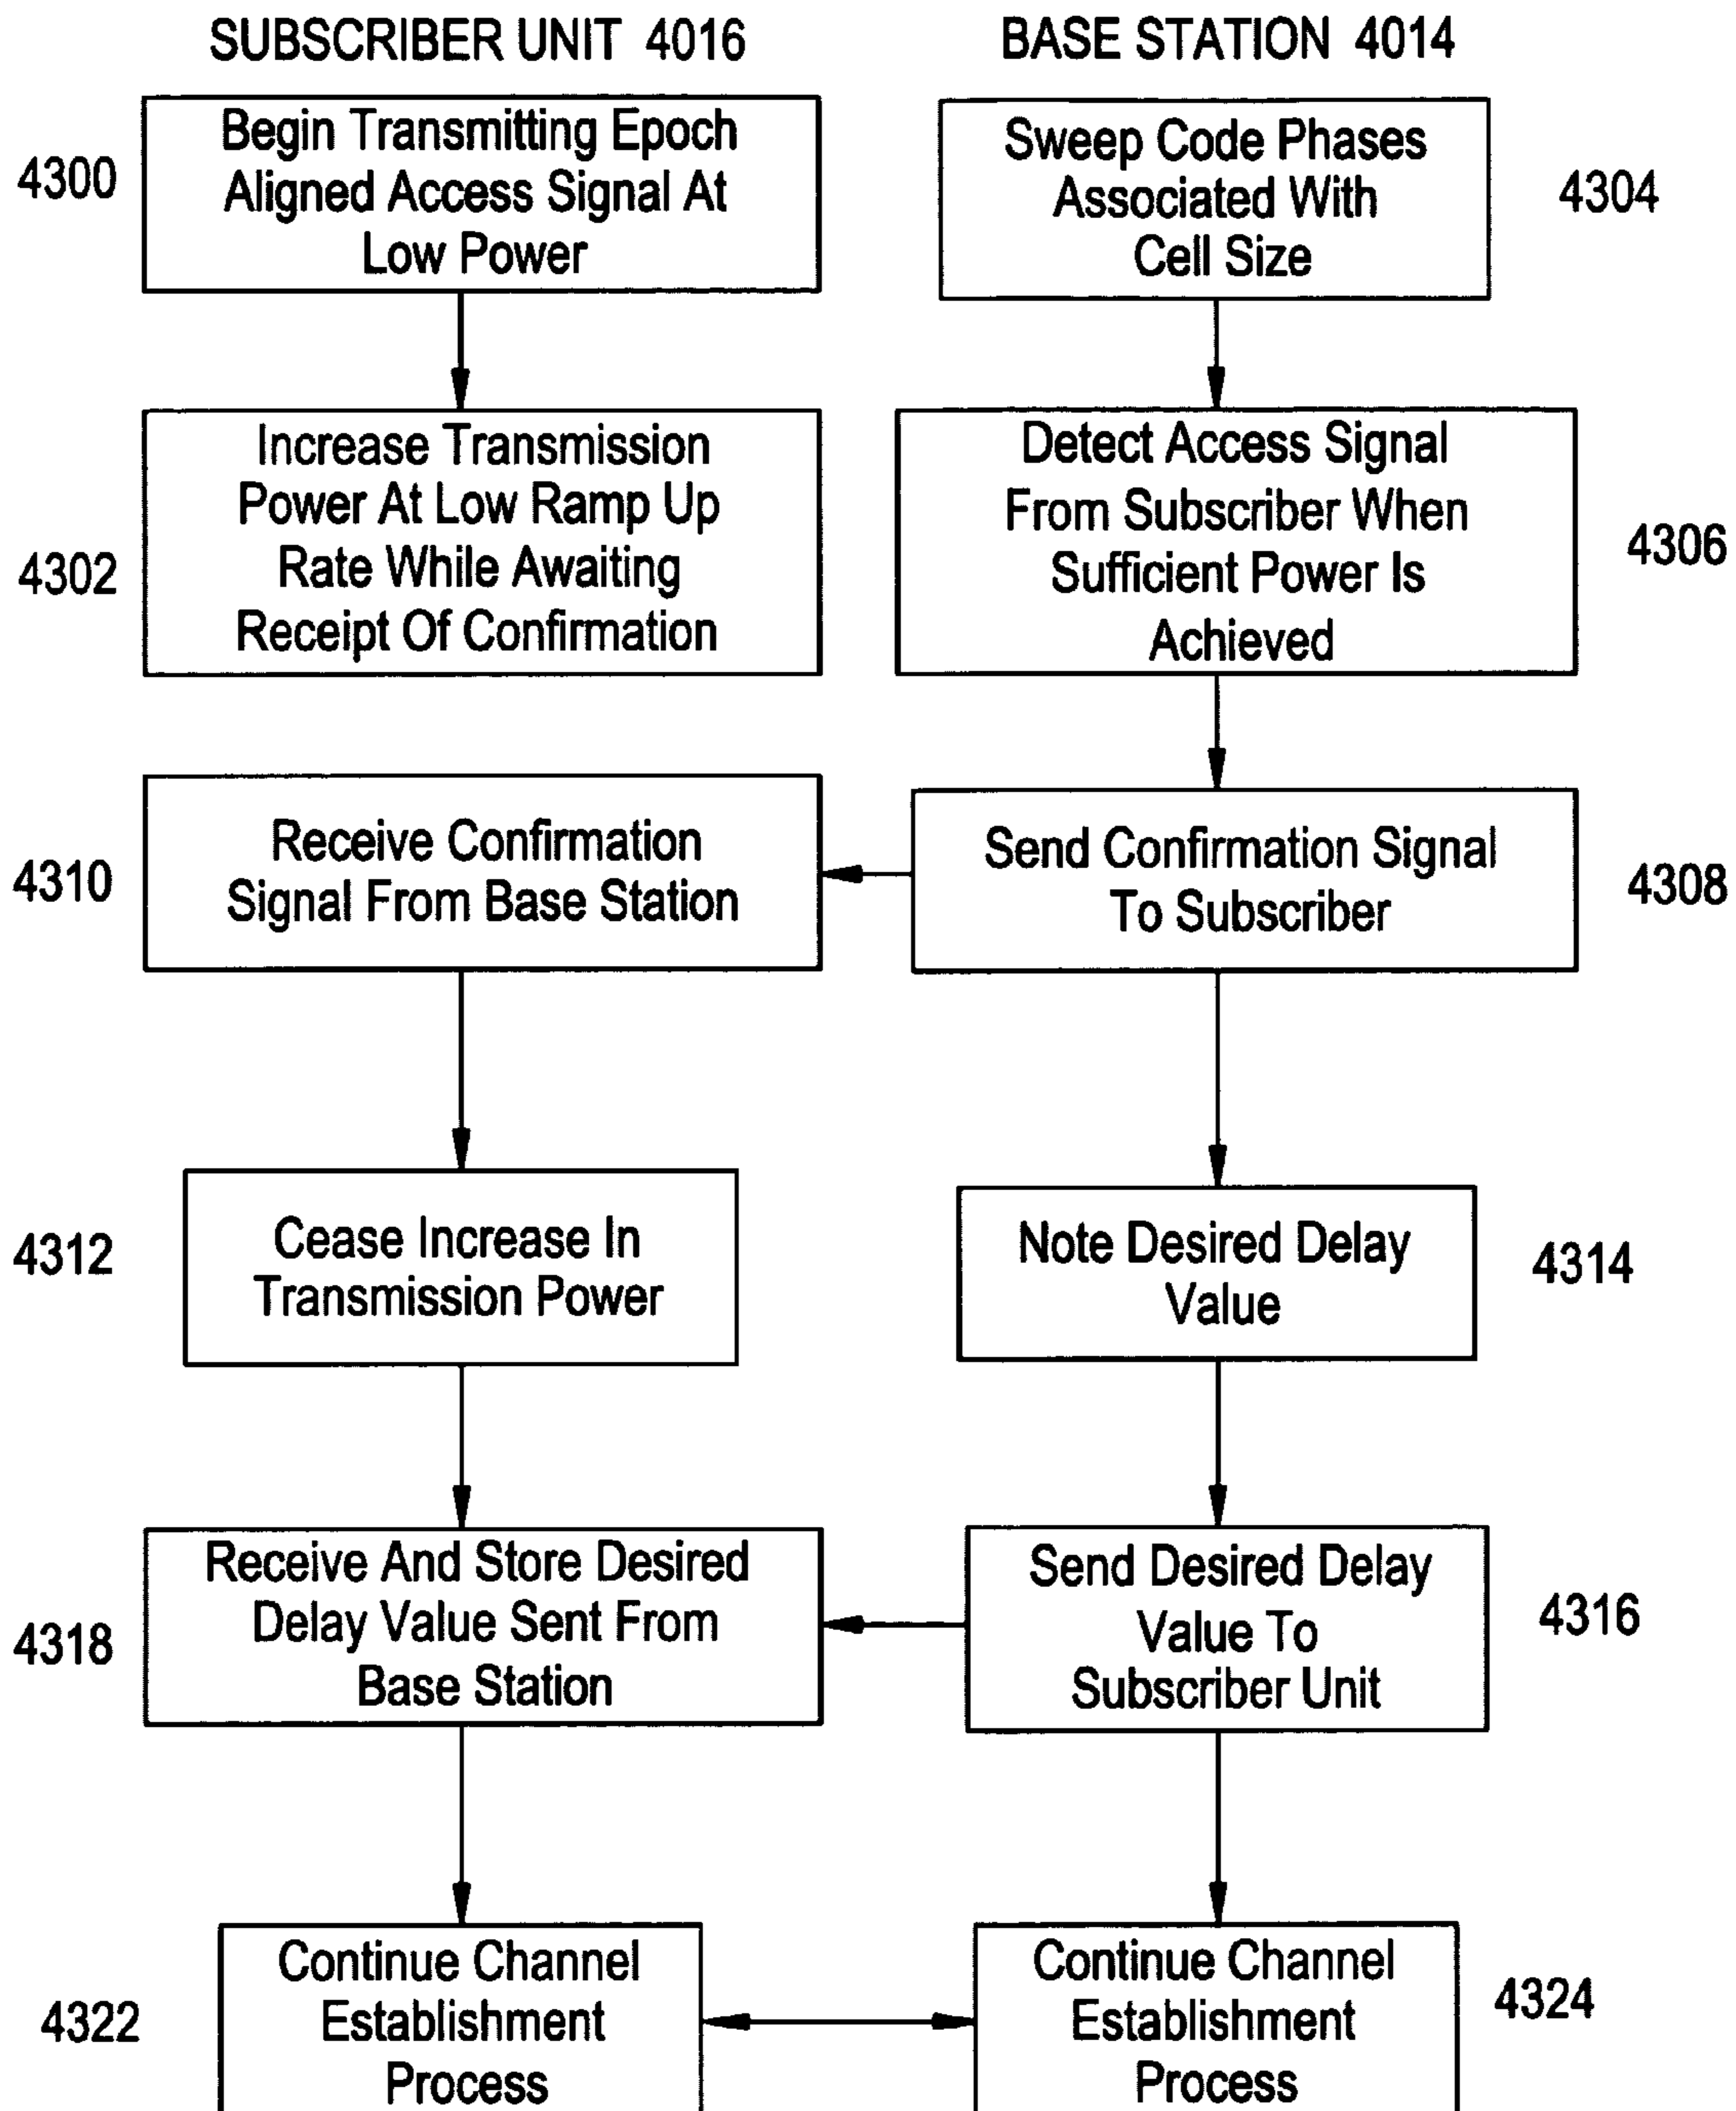 SUBSCRIBER UNIT 4016
BASE STATION 4014
4300
Begin Transmitting Epoch
Aligned Access Signal At
Low Power
Sweep Code Phases
Associated With
Cell Size
4304
4302
Increase Transmission
Power At Low Ramp Up
Rate While Awaiting
Receipt Of Confirmation
Detect Access Signal
From Subscriber When
Sufficient Power Is
Achieved
4306
4310
Receive Confirmation
Signal From Base Station
Send Confirmation Signal
To Subscriber
4308
4312
Cease Increase In
Transmission Power
Note Desired Delay
Value
4314
4318
Receive And Store Desired
Delay Value Sent From
Base Station
Send Desired Delay
Value To
Subscriber Unit
4316
4322
Continue Channel
Establishment
Process
Continue Channel
Establishment
Process
4324